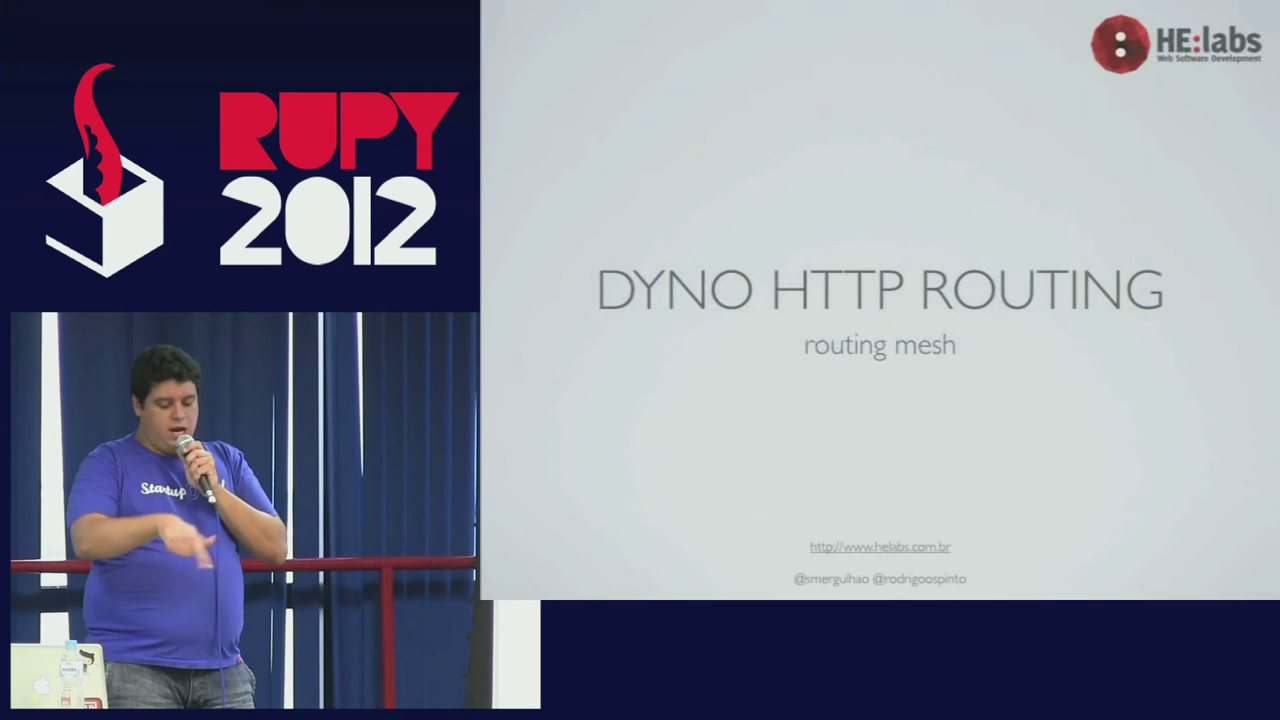 RUPY
2012
HE:labs
Web Software Development
DYNO HTTP ROUTING
routing mesh
http://www.helabs.com.br
@smergulhao @rodrigoospinto
Startup